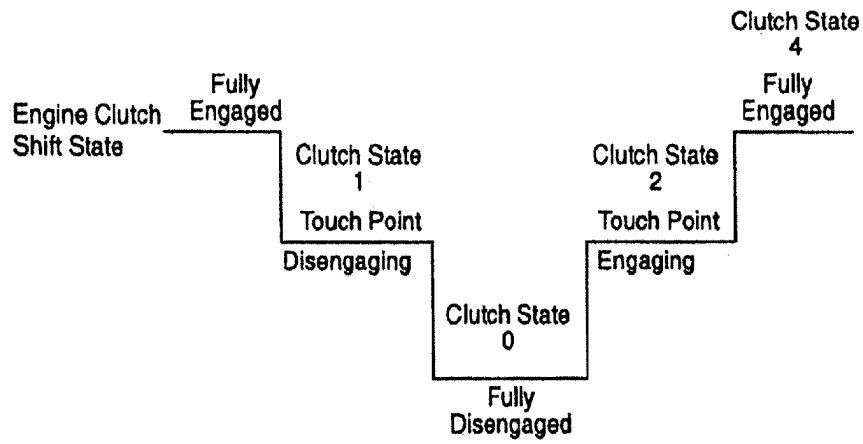 Clutch State
4
Fully
Engaged
Fully
Engaged
Engine Clutch
Shift State
Clutch State
1
Clutch State
2
Touch Point
Touch Point
Disengaging
Engaging
Clutch State
0
Fully
Disengaged